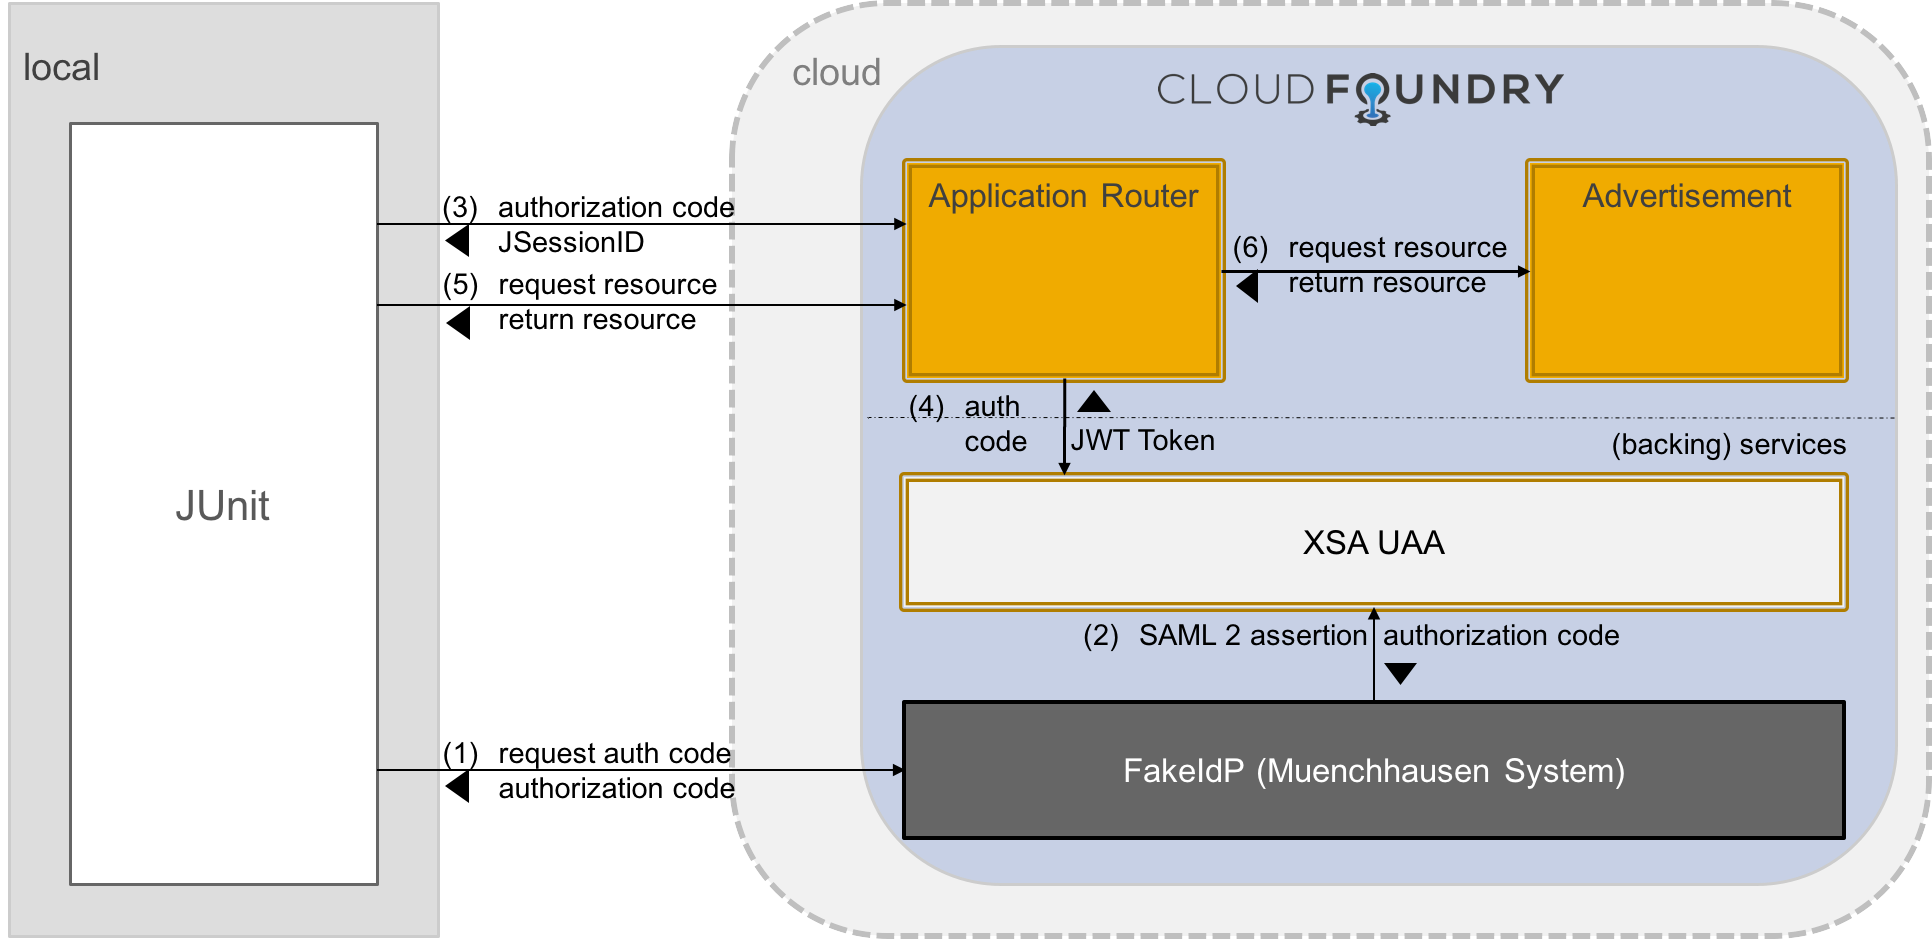 local
cloud
CLOUD FOUNDRY
Application Router
Advertisement
(3) authorization code
JSessionID
(5) request resource
return resource
(6) request resource
return resource
(4) auth
code
JWT Token
(backing) services
JUnit
XSA UAA
(2) SAML 2 assertion
authorization code
(1) request auth code
authorization code
FakeIdP (Muenchhausen System)